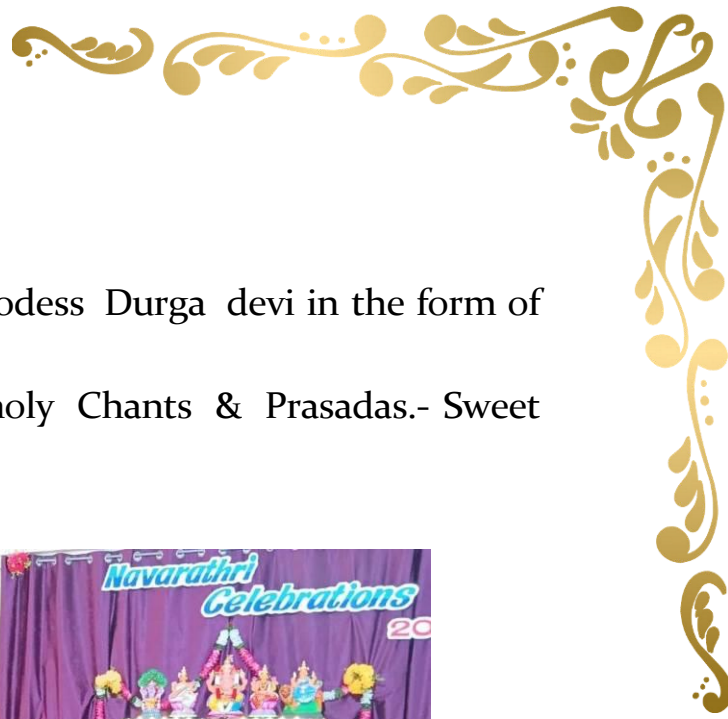 odess Durga devi in the form of
holy Chants & Prasadas.- Sweet
Navarathri
Celebrations
20